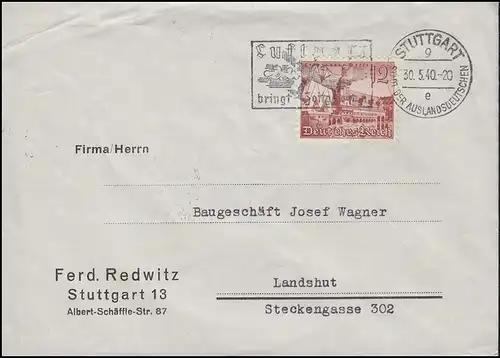 STUTTGART
9
30.5.40.-20
e
DER AUSLANDSDEUTSCHEN
bringt
12
Deutsches Reich
Firma/Herrn
Baugeschäft Josef Wagner
Ferd. Redwitz
Stuttgart 13
Albert-Schäffle-Str. 87
Landshut
Steckengasse 302